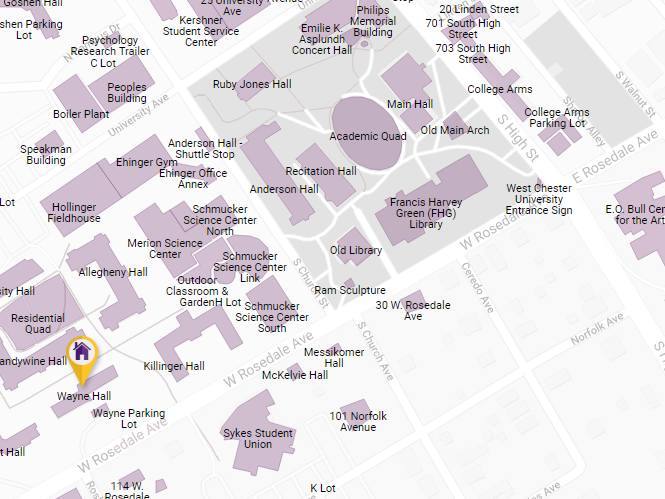 Goshen Hall
25 University Avenue
Philips
Memorial
Building
20 Linden Street
701 South High
Street
703 South High
Street
Kershner
Student Service
Center
Emilie K.
Asplundh
Concert Hall
Parking
Lot
Psychology
Research Trailer
C Lot
Peoples
Building
Ruby Jones Hall
Boiler Plant
University Ave
Main Hall
College Arms
College Arms
Parking Lot
S Walnut St
Alley
S High St
Academic Quad
Old Main Arch
Speakman
Building
Anderson Hall -
Shuttle Stop
Ehinger Gym
Ehinger Office
Annex
Recitation Hall
Anderson Hall
E Rosedale Ave
West Chester
University
Entrance Sign
E.O. Bull
for the Arts
Lot
Hollinger
Fieldhouse
Schmucker
Science Center
North
Francis Harvey
Green (FHG)
Library
W Rosedale
Merion Science
Center
Old Library
Schmucker
Science Center
Link
Allegheny Hall
Outdoor
Classroom &
Garden
H Lot
S Church St
Ram Sculpture
Ceredo Ave
Hall
Residential
Quad
Schmucker
Science Center
South
30 W. Rosedale
Ave
Norfolk Ave
S Church Ave
W Rosedale Ave
Messikomer
Hall
Killinger Hall
McKelvie Hall
Hall
Wayne Hall
Wayne Parking
Lot
101 Norfolk
Avenue
Sykes Student
Union
W Rosedale Ave
Hall
K Lot
114 W.
Rosedale
Ave